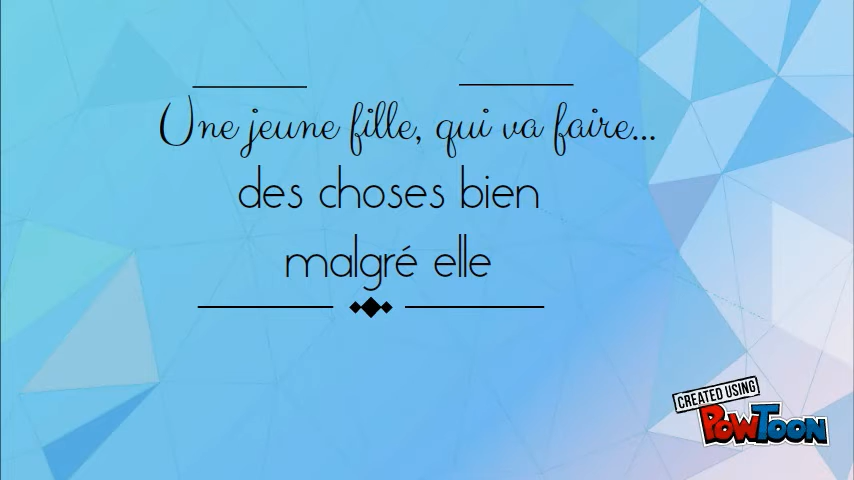 Une jeune fille, qui va faire...
des choses bien
malgré elle
CREATED USING
POWTOON